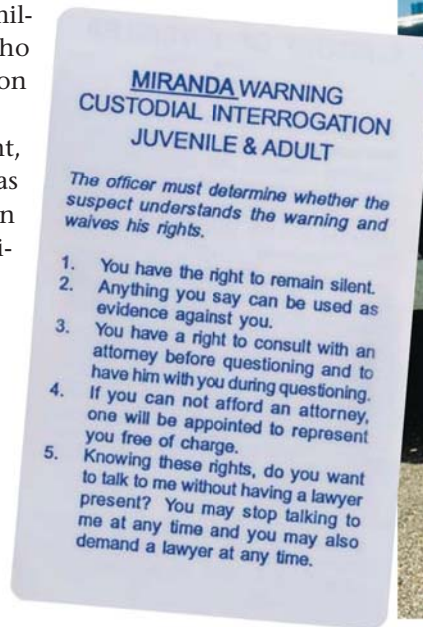 mil-
ho
on
nt,
as
n
i-
MIRANDA WARNING
CUSTODIAL INTERROGATION
JUVENILE & ADULT
The officer must determine whether the
suspect understands the warning and
waives his rights.
1. You have the right to remain silent.
2. Anything you say can be used as
evidence against you.
3. You have a right to consult with an
attorney before questioning and to
have him with you during questioning.
4. If you can not afford an attorney,
one will be appointed to represent
you free of charge.
5. Knowing these rights, do you want
to talk to me without having a lawyer
present? You may stop talking to
me at any time and you may also
demand a lawyer at any time.